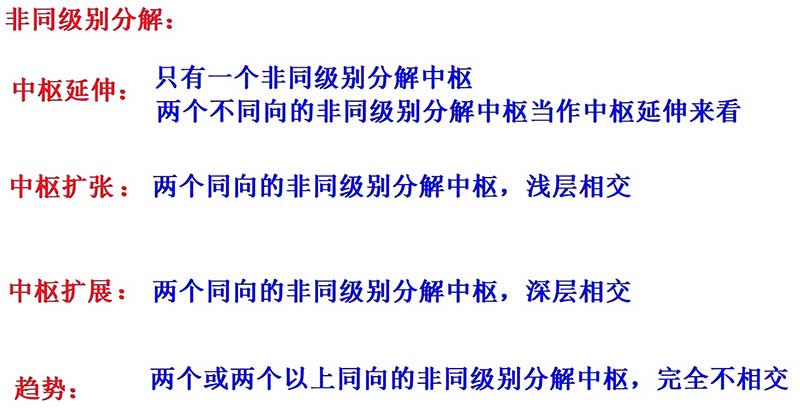 非同级别分解：
中枢延伸： 只有一个非同级别分解中枢
两个不同向的非同级别分解中枢当作中枢延伸来看
中枢扩张： 两个同向的非同级别分解中枢，浅层相交
中枢扩展： 两个同向的非同级别分解中枢，深层相交
趋势： 两个或两个以上同向的非同级别分解中枢，完全不相交